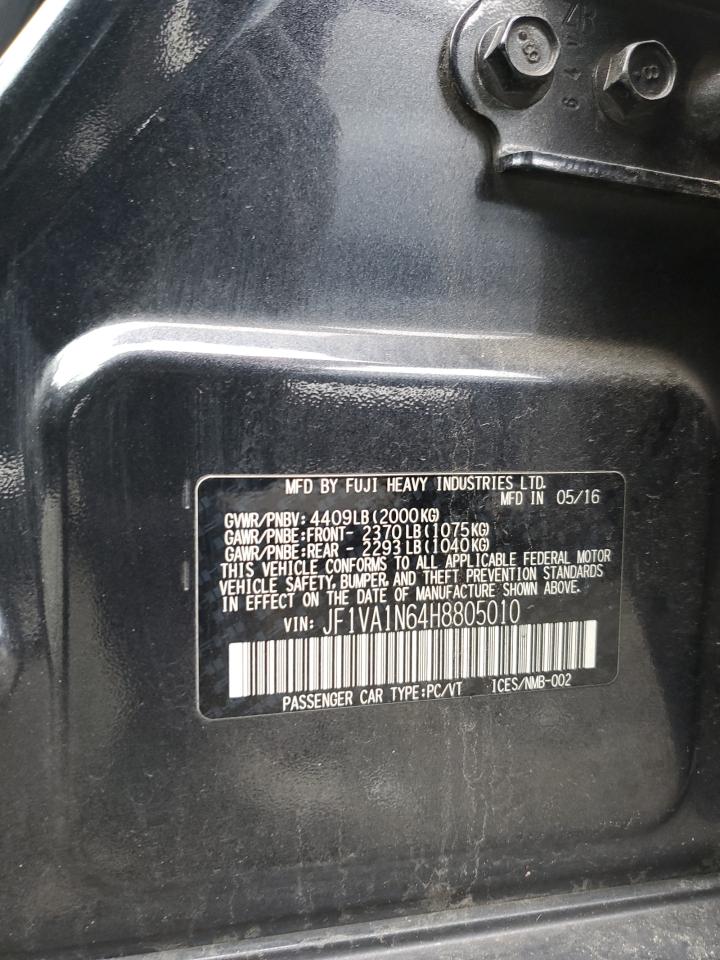 MFD BY FUJI HEAVY INDUSTRIES LTD.
MFD IN 05/16
GVWR/PNBV: 4409LB(2000KG)
GAWR/PNBE:FRONT- 2370LB(1075KG)
GAWR/PNBE:REAR - 2293LB(1040KG)
THIS VEHICLE CONFORMS TO ALL APPLICABLE FEDERAL MOTOR
VEHICLE SAFETY, BUMPER, AND THEFT PREVENTION STANDARDS
IN EFFECT ON THE DATE OF MANUFACTURE SHOWN ABOVE.
VIN: JF1VA1N64H8805010
PASSENGER CAR TYPE:PC/VT ICES/NMB-002